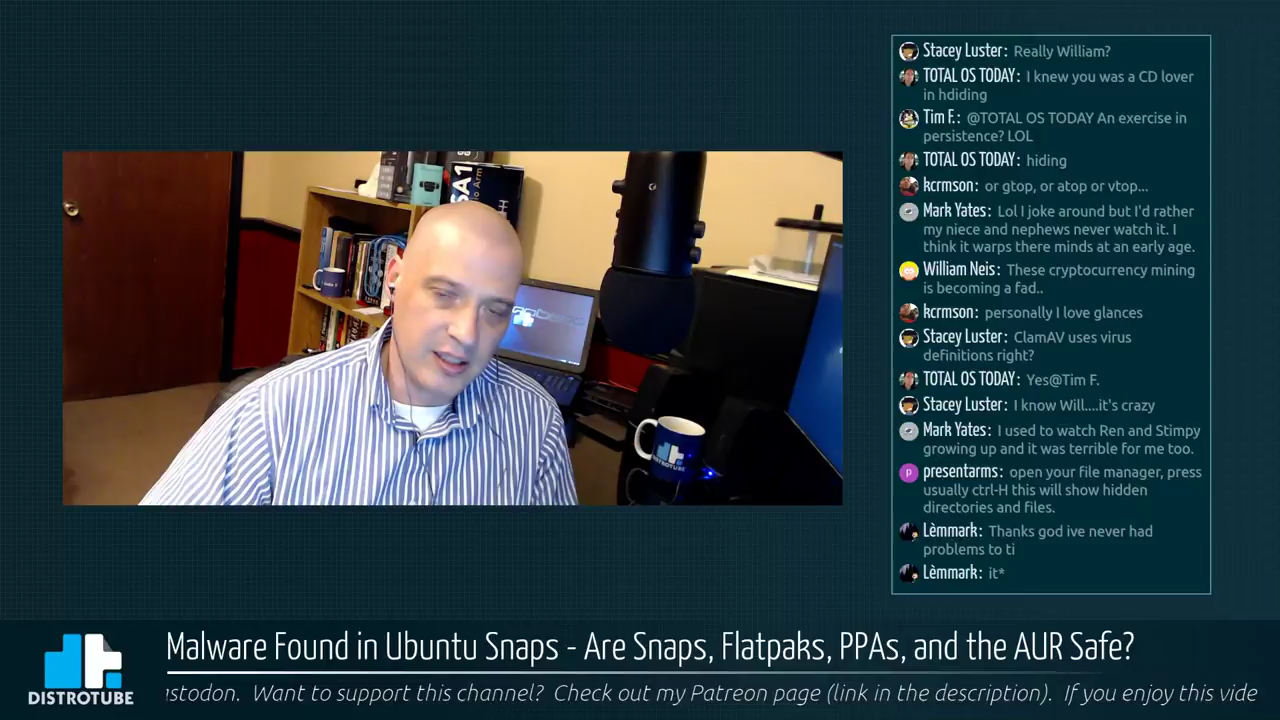 Stacey Luster: Really William?
TOTAL OS TODAY: I knew you was a CD lover
in hdiding
Tim F.: @TOTAL OS TODAY An exercise in
persistence? LOL
TOTAL OS TODAY: hiding
kcrmson: or gtop, or atop or vtop...
Mark Yates: Lol I joke around but I'd rather
my niece and nephews never watch it. I
think it warps there minds at an early age.
William Neis: These cryptocurrency mining
is becoming a fad..
kcrmson: personally I love glances
Stacey Luster: ClamAV uses virus
definitions right?
TOTAL OS TODAY: Yes@Tim F.
Stacey Luster: I know Will....it's crazy
Mark Yates: I used to watch Ren and Stimpy
growing up and it was terrible for me too.
P presentarms: open your file manager, press
usually ctrl-H this will show hidden
directories and files.
Lèmmark: Thanks god ive never had
problems to ti
Lèmmark: it*
DISTROTUBE
Malware Found in Ubuntu Snaps - Are Snaps, Flatpaks, PPAs, and the AUR Safe?
astodon. Want to support this channel? Check out my Patreon page (link in the description). If you enjoy this vide
DISTROTUBE